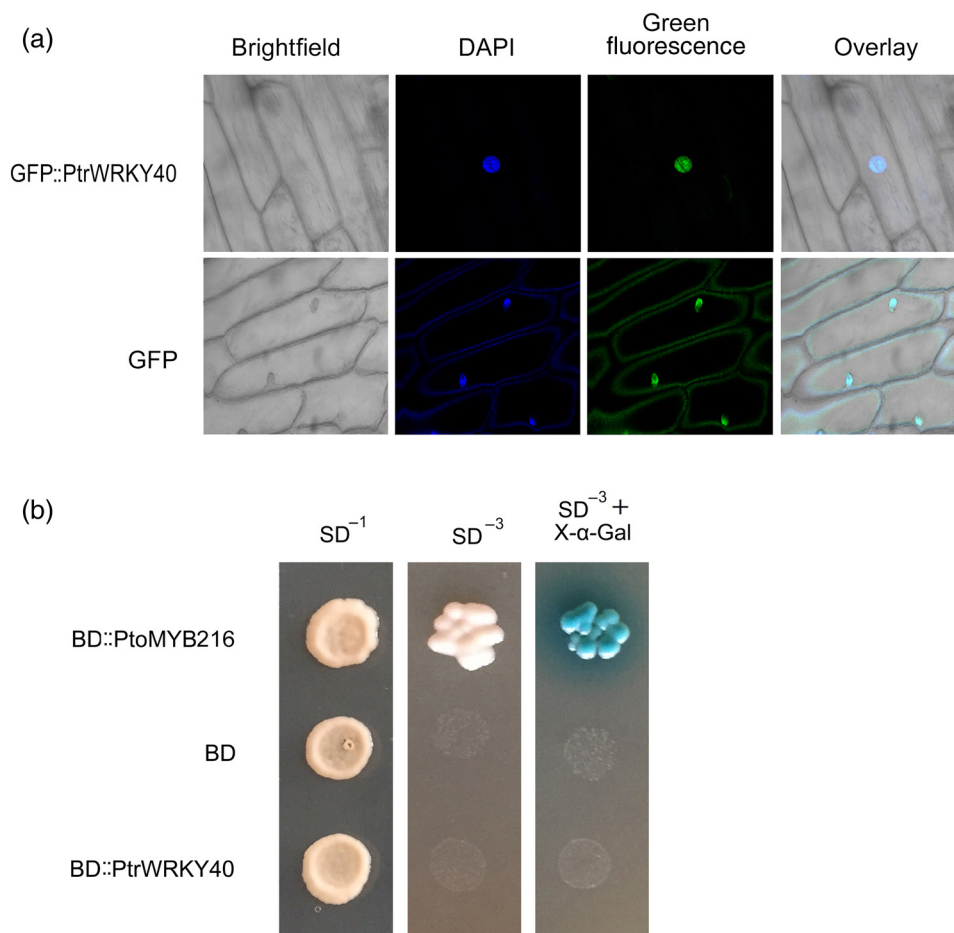 (a)
Brightfield
DAPI
Green
fluorescence
Overlay
GFP::PtrWRKY40
GFP
(b)
SD⁻¹
SD⁻³
SD⁻³ +
X-α-Gal
BD::PtoMYB216
BD
BD::PtrWRKY40